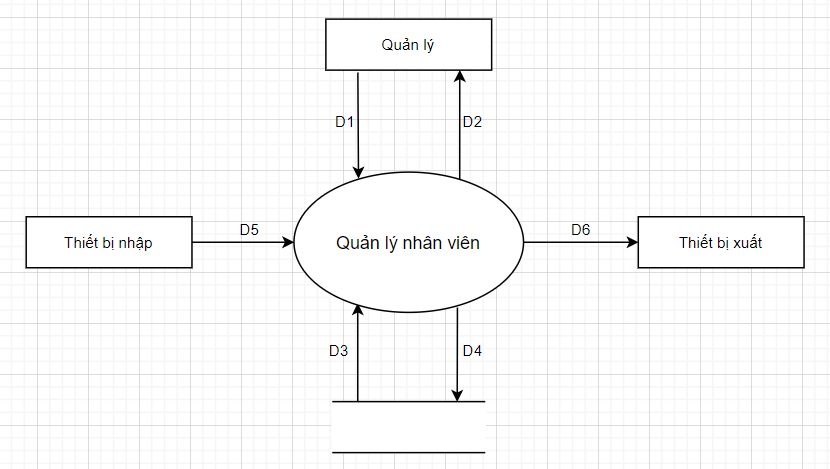 Quản lý
D1
D2
Thiết bị nhập
D5
Quản lý nhân viên
D6
Thiết bị xuất
D3
D4